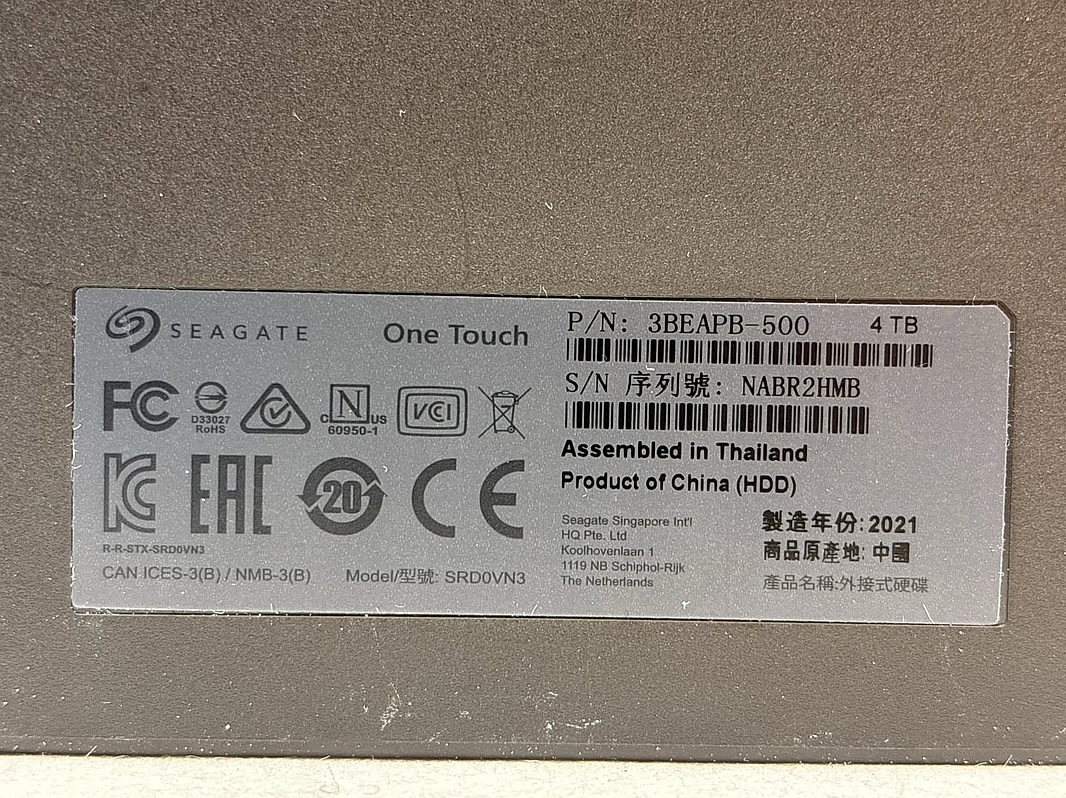 SEAGATE
One Touch
P/N: 3BEAPB-500 4 TB
S/N 序列號: NABR2HMB
FC D33027 RoHS C N US 60950-1 VCI
Assembled in Thailand
Product of China (HDD)
KC EAC 20 CE
R-R-STX-SRD0VN3
CAN ICES-3(B) / NMB-3(B) Model/型號: SRD0VN3
Seagate Singapore Int'l
HQ Pte. Ltd
Koolhovenlaan 1
1119 NB Schiphol-Rijk
The Netherlands
製造年份: 2021
商品原產地: 中國
產品名稱:外接式硬碟